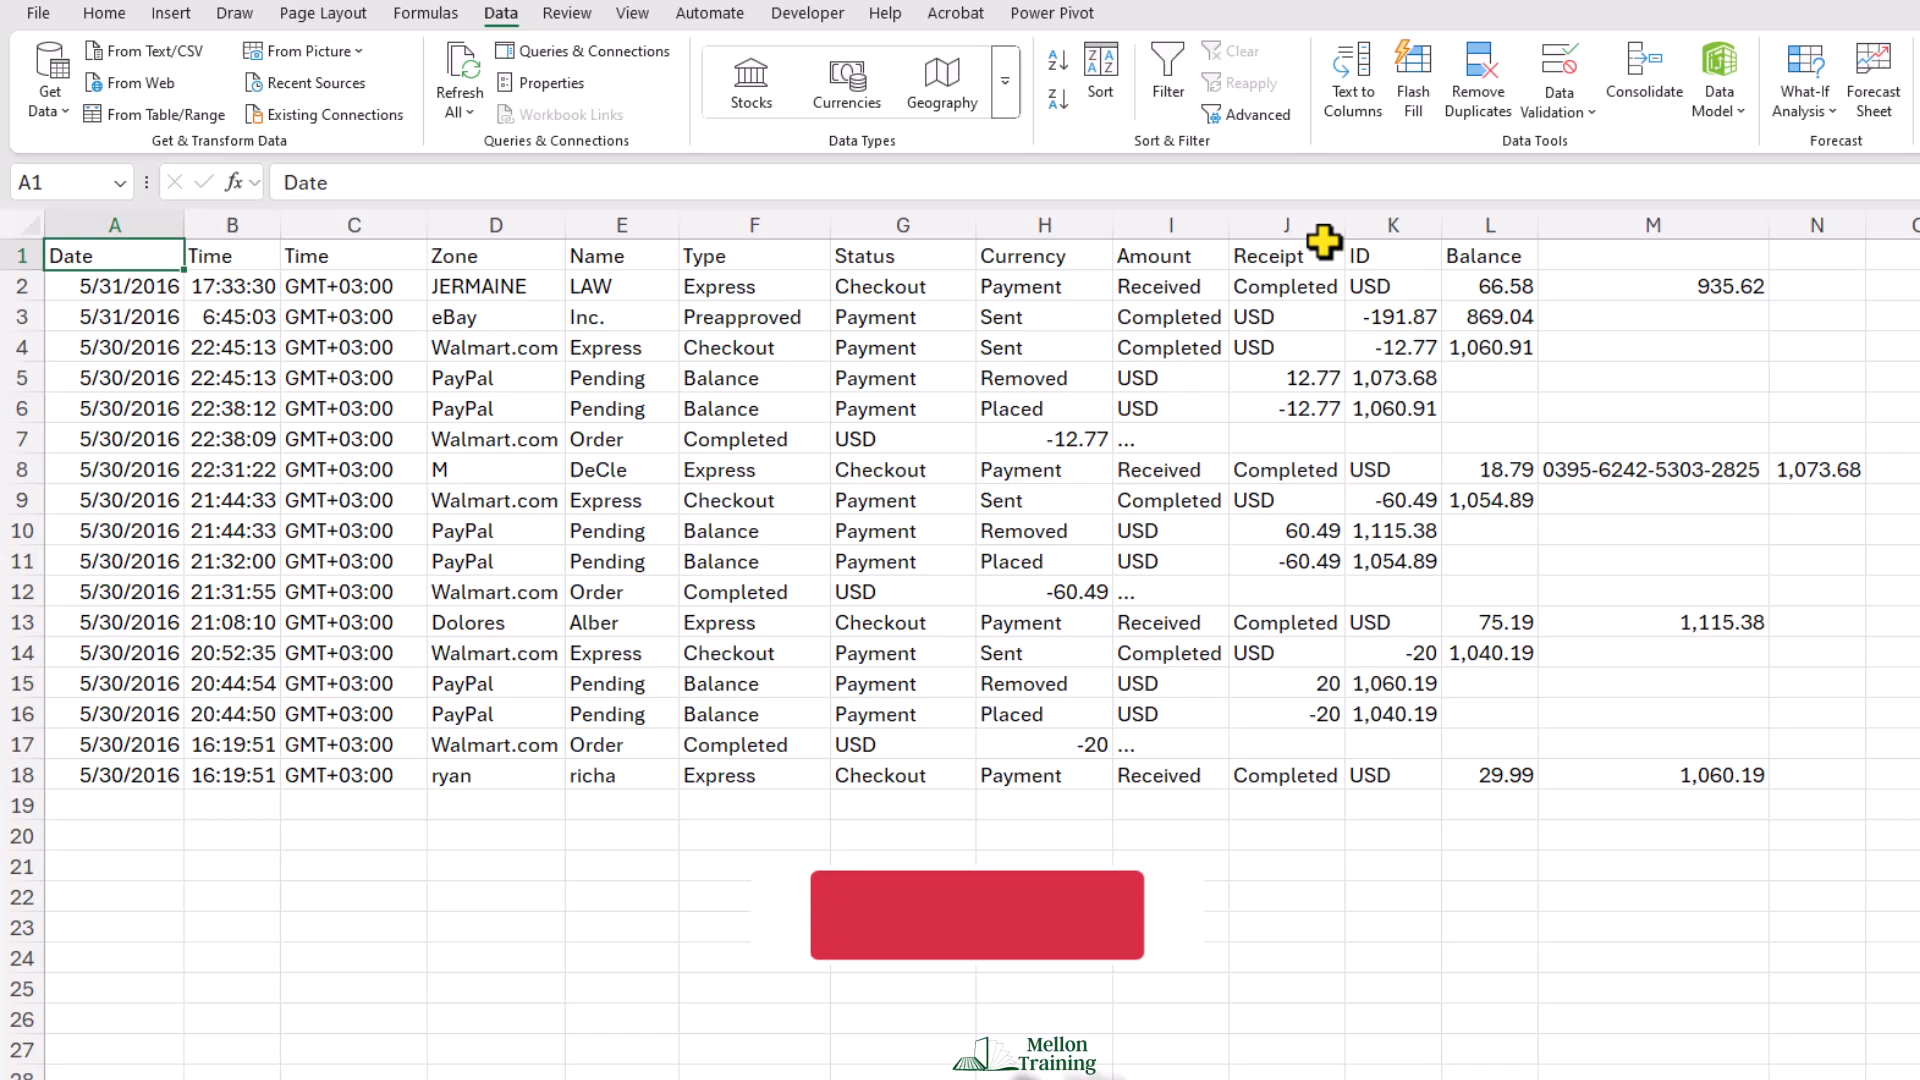 File Home Insert Draw Page Layout Formulas Data Review View Automate Developer Help Acrobat Power Pivot
Get Data
From Text/CSV
From Web
From Table/Range
From Picture
Recent Sources
Existing Connections
Get & Transform Data
Refresh All
Queries & Connections
Properties
Workbook Links
Queries & Connections
Stocks
Currencies
Geography
Data Types
Sort
Filter
Clear
Reapply
Advanced
Sort & Filter
Text to Columns
Flash Fill
Remove Duplicates
Data Validation
Consolidate
Data Model
Data Tools
What-If Analysis
Forecast Sheet
Forecast
A1 fx Date
A B C D E F G H I J K L M N
1 Date Time Time Zone Name Type Status Currency Amount Receipt ID Balance
2 5/31/2016 17:33:30 GMT+03:00 JERMAINE LAW Express Checkout Payment Received Completed USD 66.58 935.62
3 5/31/2016 6:45:03 GMT+03:00 eBay Inc. Preapproved Payment Sent Completed USD -191.87 869.04
4 5/30/2016 22:45:13 GMT+03:00 Walmart.com Express Checkout Payment Sent Completed USD -12.77 1,060.91
5 5/30/2016 22:45:13 GMT+03:00 PayPal Pending Balance Payment Removed USD 12.77 1,073.68
6 5/30/2016 22:38:12 GMT+03:00 PayPal Pending Balance Payment Placed USD -12.77 1,060.91
7 5/30/2016 22:38:09 GMT+03:00 Walmart.com Order Completed USD -12.77 ...
8 5/30/2016 22:31:22 GMT+03:00 M DeCle Express Checkout Payment Received Completed USD 18.79 0395-6242-5303-2825 1,073.68
9 5/30/2016 21:44:33 GMT+03:00 Walmart.com Express Checkout Payment Sent Completed USD -60.49 1,054.89
10 5/30/2016 21:44:33 GMT+03:00 PayPal Pending Balance Payment Removed USD 60.49 1,115.38
11 5/30/2016 21:32:00 GMT+03:00 PayPal Pending Balance Payment Placed USD -60.49 1,054.89
12 5/30/2016 21:31:55 GMT+03:00 Walmart.com Order Completed USD -60.49 ...
13 5/30/2016 21:08:10 GMT+03:00 Dolores Alber Express Checkout Payment Received Completed USD 75.19 1,115.38
14 5/30/2016 20:52:35 GMT+03:00 Walmart.com Express Checkout Payment Sent Completed USD -20 1,040.19
15 5/30/2016 20:44:54 GMT+03:00 PayPal Pending Balance Payment Removed USD 20 1,060.19
16 5/30/2016 20:44:50 GMT+03:00 PayPal Pending Balance Payment Placed USD -20 1,040.19
17 5/30/2016 16:19:51 GMT+03:00 Walmart.com Order Completed USD -20 ...
18 5/30/2016 16:19:51 GMT+03:00 ryan richa Express Checkout Payment Received Completed USD 29.99 1,060.19
19
20
21
22
23
24
25
26
27
Mellon
Training